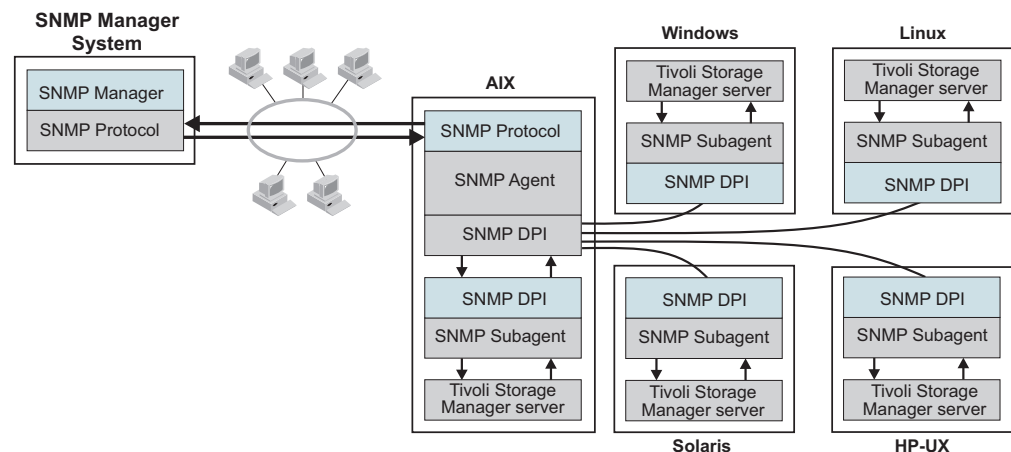 SNMP Manager
System
SNMP Manager
SNMP Protocol
AIX
SNMP Protocol
SNMP Agent
SNMP DPI
SNMP DPI
SNMP Subagent
Tivoli Storage
Manager server
Windows
Tivoli Storage
Manager server
SNMP Subagent
SNMP DPI
Linux
Tivoli Storage
Manager server
SNMP Subagent
SNMP DPI
SNMP DPI
SNMP Subagent
Tivoli Storage
Manager server
Solaris
SNMP DPI
SNMP Subagent
Tivoli Storage
Manager server
HP-UX